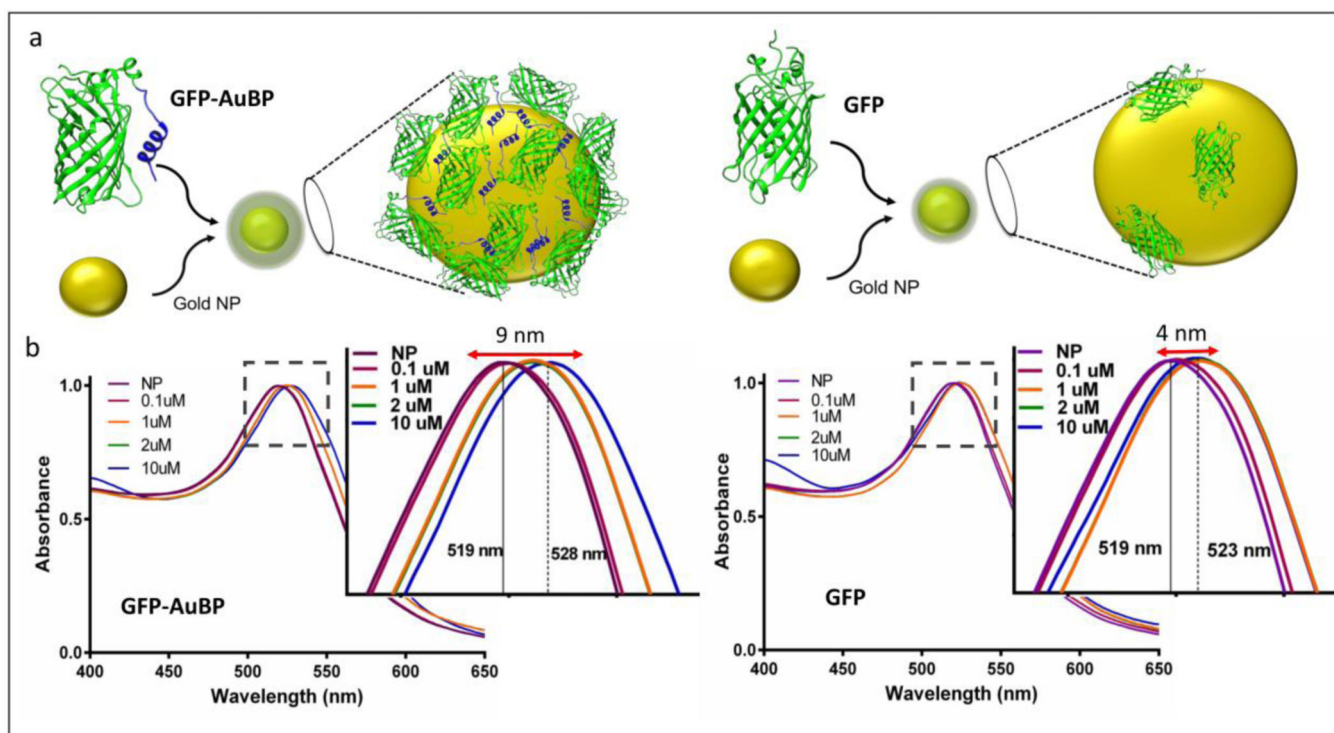 a
GFP-AuBP
Gold NP
GFP
Gold NP
b
9 nm
NP
0.1 uM
1 uM
2 uM
10 uM
NP
0.1uM
1uM
2uM
10uM
519 nm
528 nm
GFP-AuBP
Absorbance
1.0
0.5
0.0
400 450 500 550 600 650
Wavelength (nm)
4 nm
NP
0.1 uM
1 uM
2 uM
10 uM
NP
0.1uM
1uM
2uM
10uM
519 nm
523 nm
GFP
Absorbance
1.0
0.5
0.0
400 450 500 550 600 650
Wavelength (nm)